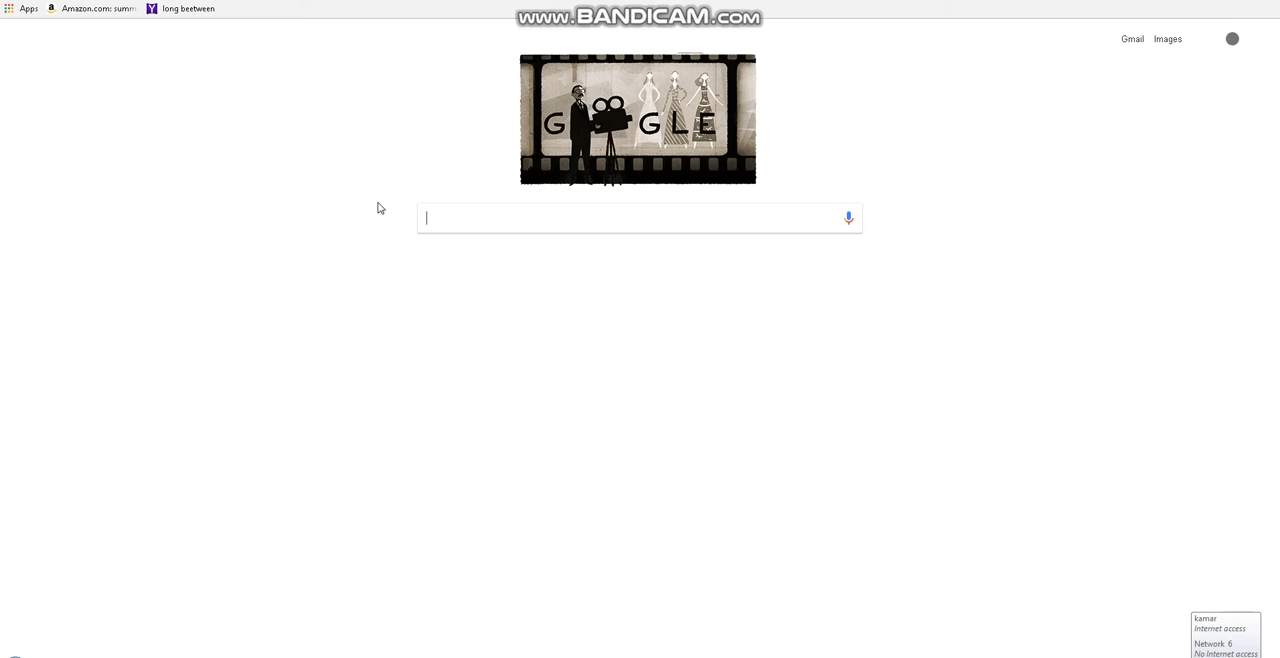 Apps Amazon.com: summ long beetween
WWW.BANDICAM.COM
Gmail Images
GOOGLE
kamar
Internet access
Network 6
No Internet access